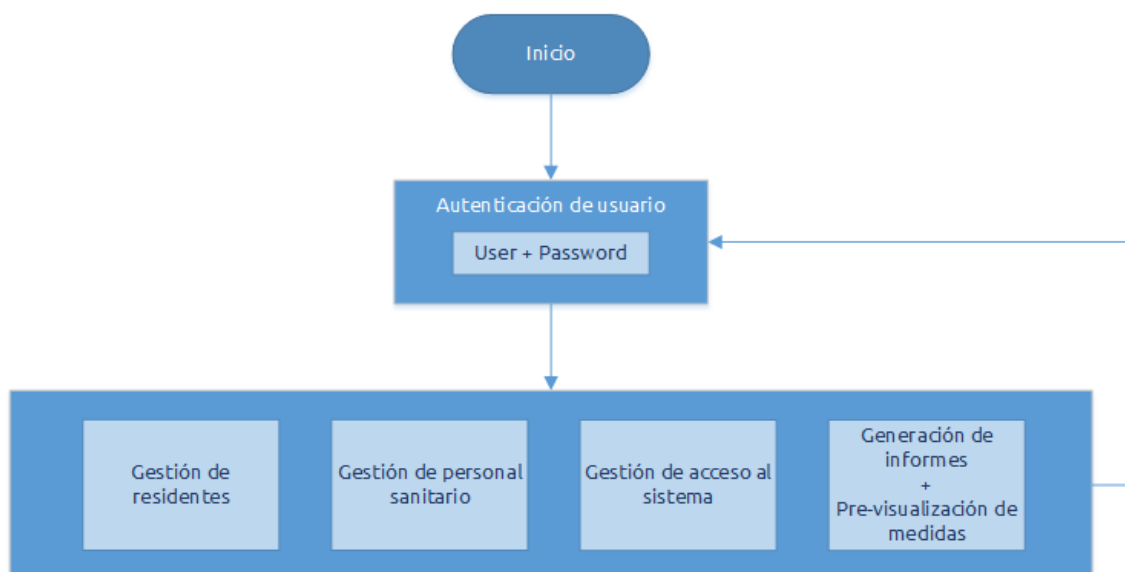 Inicio
Autenticación de usuario
User + Password
Gestión de
residentes
Gestión de personal
sanitario
Gestión de acceso al
sistema
Generación de
informes
+
Pre-visualización de
medidas